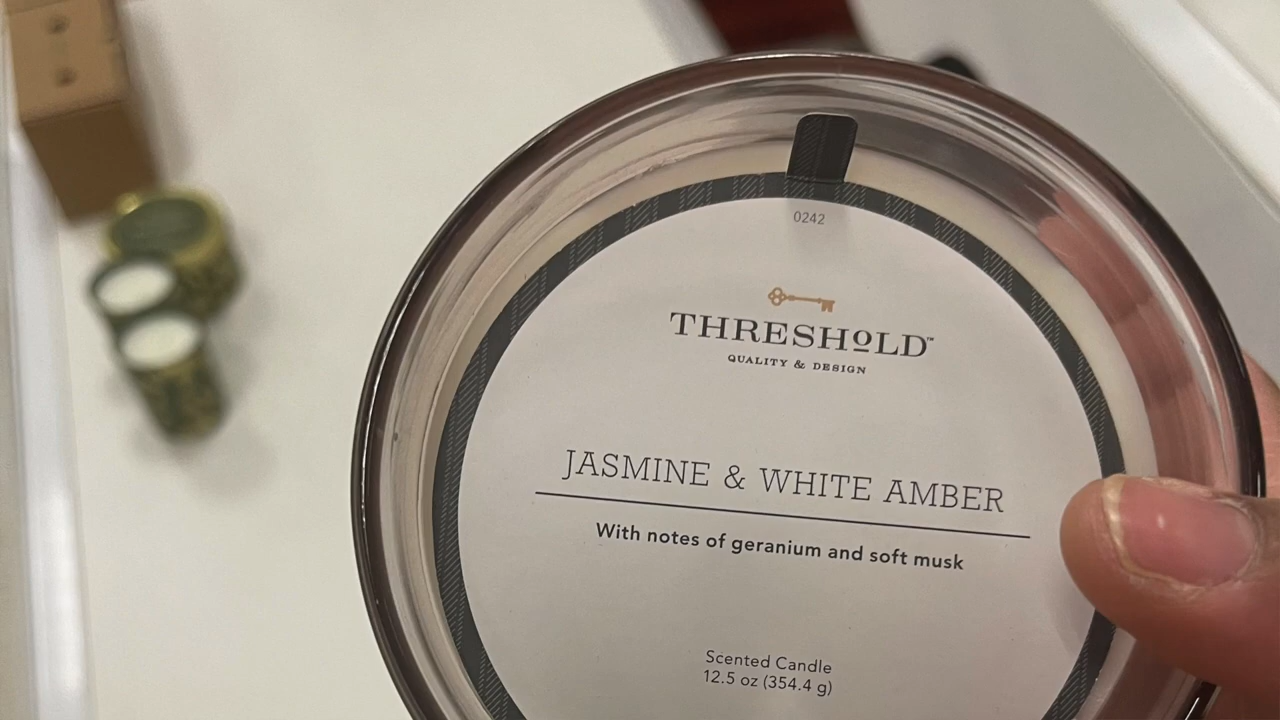 0242
THRESHOLD™
QUALITY & DESIGN
JASMINE & WHITE AMBER
With notes of geranium and soft musk
Scented Candle
12.5 oz (354.4 g)